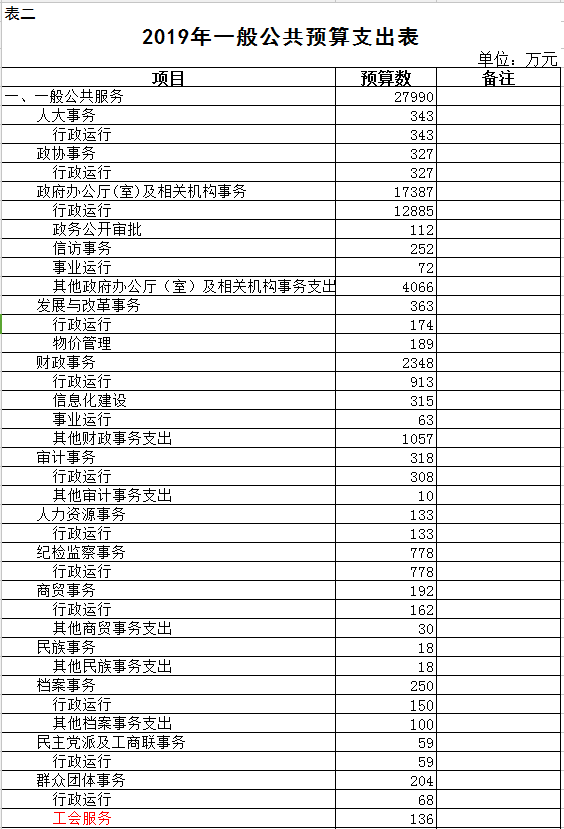 表二
2019年一般公共预算支出表
单位：万元
项目 预算数 备注
一、一般公共服务 27990
人大事务 343
行政运行 343
政协事务 327
行政运行 327
政府办公厅(室)及相关机构事务 17387
行政运行 12885
政务公开审批 112
信访事务 252
事业运行 72
其他政府办公厅（室）及相关机构事务支出 4066
发展与改革事务 363
行政运行 174
物价管理 189
财政事务 2348
行政运行 913
信息化建设 315
事业运行 63
其他财政事务支出 1057
审计事务 318
行政运行 308
其他审计事务支出 10
人力资源事务 133
行政运行 133
纪检监察事务 778
行政运行 778
商贸事务 192
行政运行 162
其他商贸事务支出 30
民族事务 18
其他民族事务支出 18
档案事务 250
行政运行 150
其他档案事务支出 100
民主党派及工商联事务 59
行政运行 59
群众团体事务 204
行政运行 68
工会服务 136